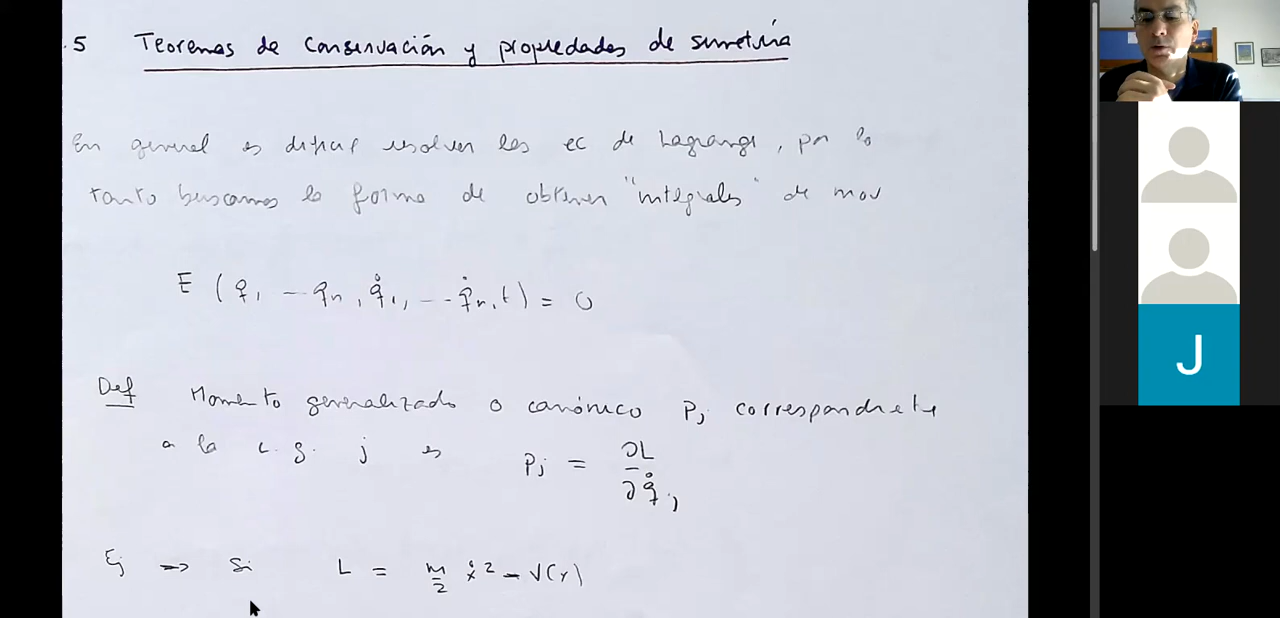 .5 Teoremas de conservación y propiedades de simetría
En general es difícil resolver las ec de Lagrange, por lo
tanto buscamos la forma de obtener "integrales" de mov
E (q₁ -- qₙ, q̇₁, -- q̇ₙ, t) = 0
Def Momento generalizado o canónico Pj correspondiente
a la c.g. j es Pj = ∂L/∂q̇j
Ej → Si L = m/2 ẋ² - V(x)
J